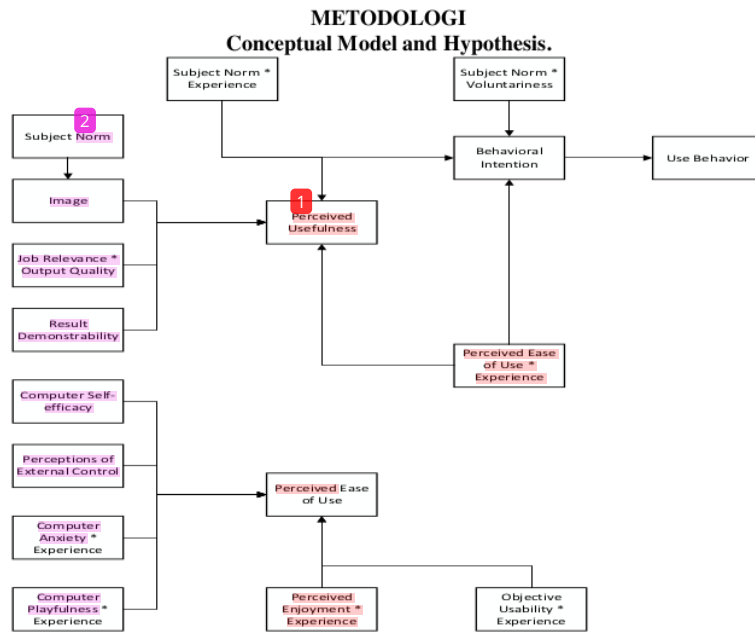 METODOLOGI
Conceptual Model and Hypothesis.
Subject Norm *
Experience
Subject Norm *
Voluntariness
2
Subject Norm
Behavioral
Intention
Use Behavior
Image
1
Perceived
Usefulness
Job Relevance *
Output Quality
Result
Demonstrability
Perceived Ease
of Use *
Experience
Computer Self-
efficacy
Perceptions of
External Control
Perceived Ease
of Use
Computer
Anxiety *
Experience
Computer
Playfulness *
Experience
Perceived
Enjoyment *
Experience
Objective
Usability *
Experience